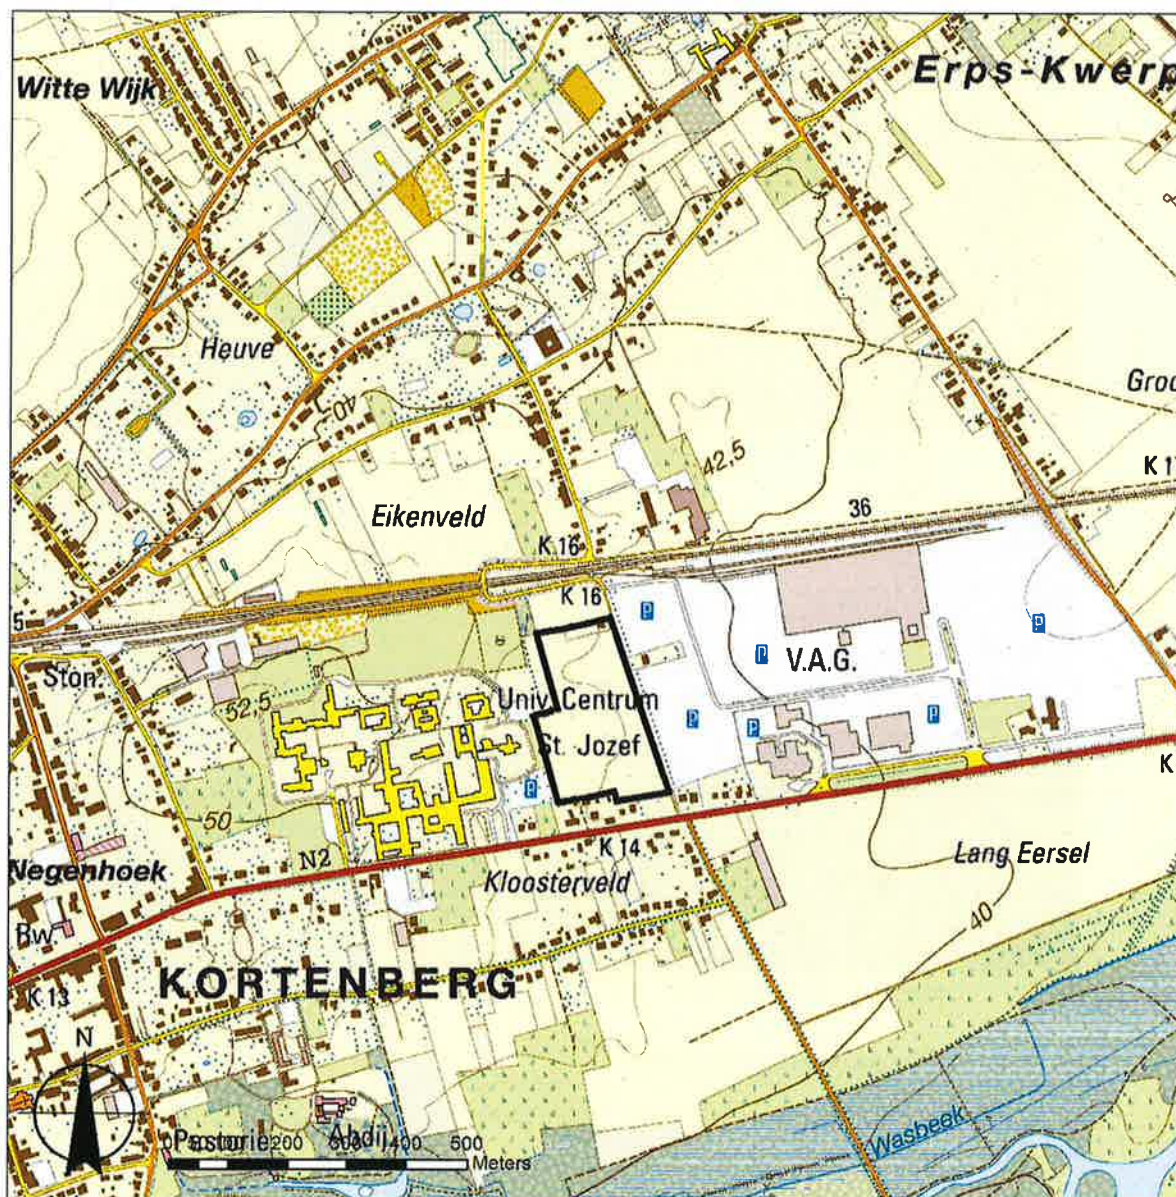 Witte Wijk
Erps-Kwerp
Heuve
40
Groo
42,5
K 1
Eikenveld
36
K 16
K 16
5
P
P
P
V.A.G.
Ston.
Univ. Centrum
52,5
P
P
P
St. Jozef
K
P
50
N2
K 14
Lang Eersel
Negenhoek
Kloosterveld
Bw.
40
KORTENBERG
K 13
N
Wasbeek
Pastorie
200
Abdij
400
500
Meters